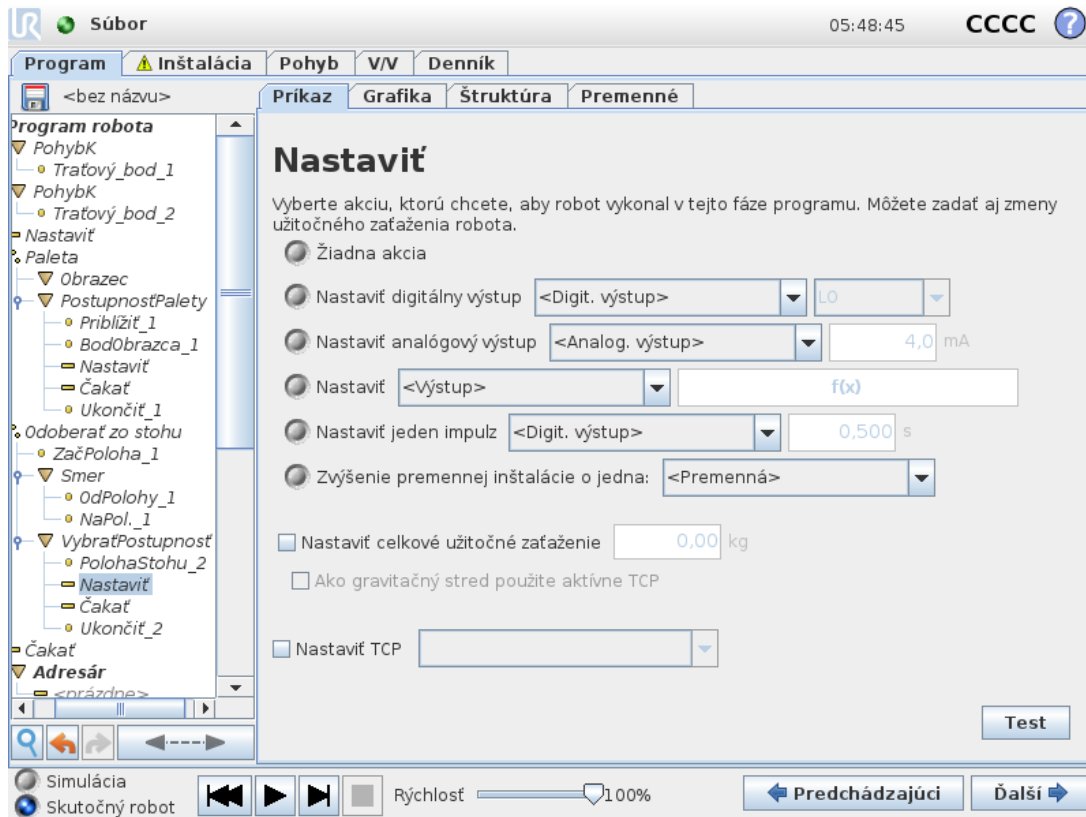 UR Súbor 05:48:45 CCCC ?
Program Inštalácia Pohyb V/V Denník
<bez názvu>
Príkaz Grafika Štruktúra Premenné
Program robota
PohybK
Traťový_bod_1
PohybK
Traťový_bod_2
Nastaviť
Paleta
Obrazec
PostupnosťPalety
Priblížiť_1
BodObrazca_1
Nastaviť
Čakať
Ukončiť_1
Odoberať zo stohu
ZačPoloha_1
Smer
OdPolohy_1
NaPol._1
VybraťPostupnosť
PolohaStohu_2
Nastaviť
Čakať
Ukončiť_2
Čakať
Adresár
<prázdne>
Nastaviť
Vyberte akciu, ktorú chcete, aby robot vykonal v tejto fáze programu. Môžete zadať aj zmeny
užitočného zaťaženia robota.
Žiadna akcia
Nastaviť digitálny výstup <Digit. výstup> LO
Nastaviť analógový výstup <Analog. výstup> 4,0 mA
Nastaviť <Výstup> f(x)
Nastaviť jeden impulz <Digit. výstup> 0,500 s
Zvýšenie premennej inštalácie o jedna: <Premenná>
Nastaviť celkové užitočné zaťaženie 0,00 kg
Ako gravitačný stred použite aktívne TCP
Nastaviť TCP
Test
Simulácia
Skutočný robot
Rýchlosť 100%
Predchádzajúci Ďalší